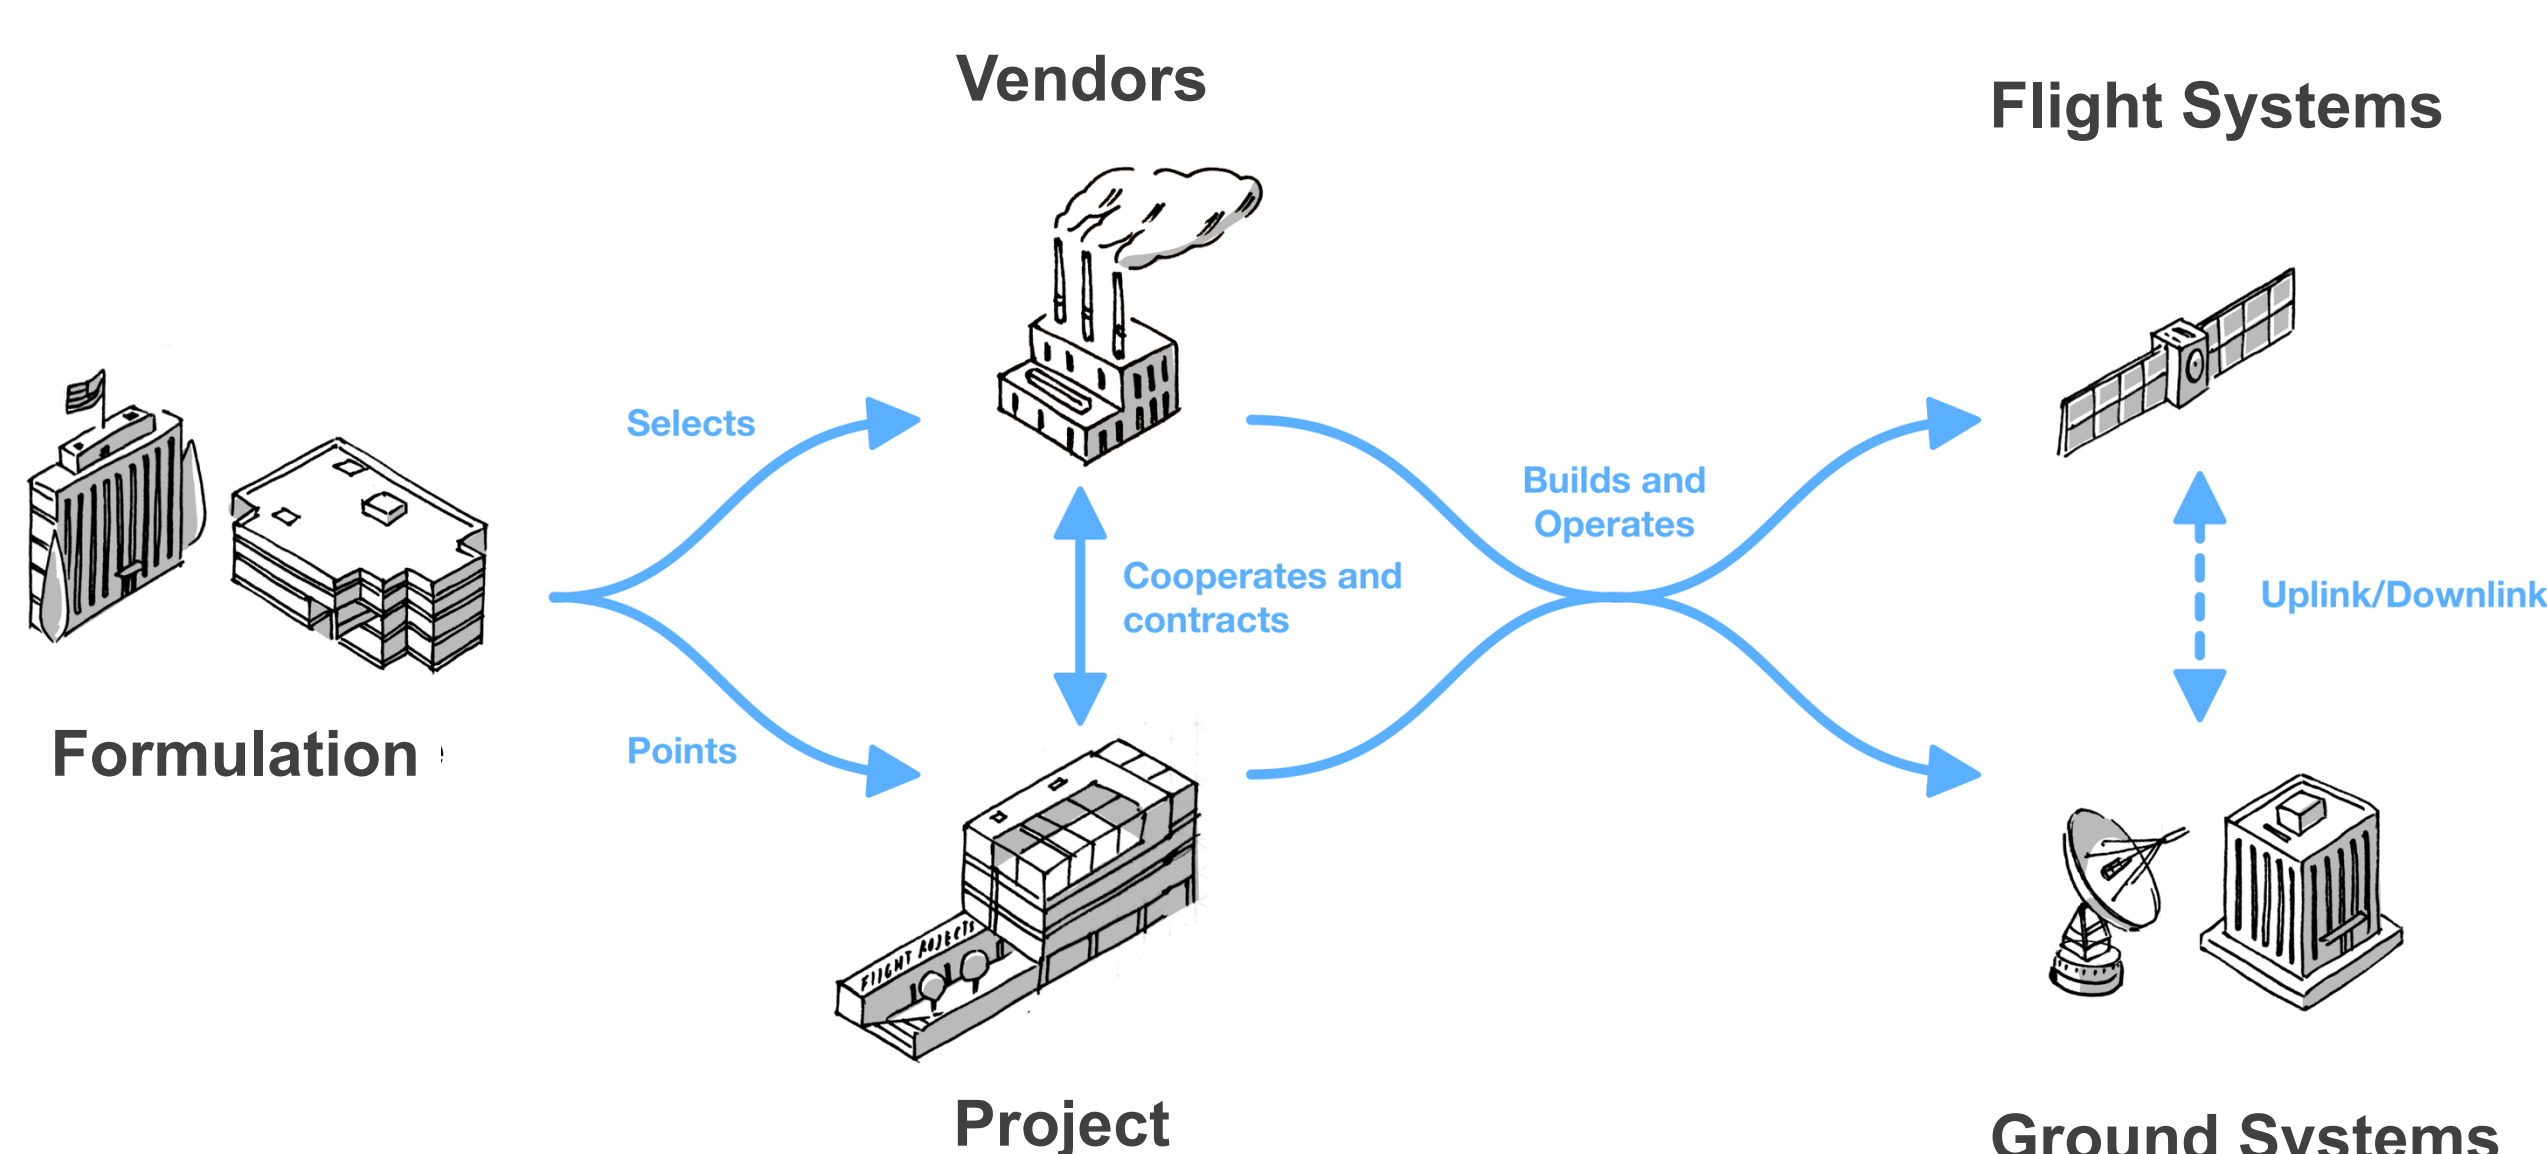 Vendors
Flight Systems
Selects
Builds and
Operates
Cooperates and
contracts
Uplink/Downlink
Formulation
Points
FLIGHT PROJECTS
Project
Ground Systems